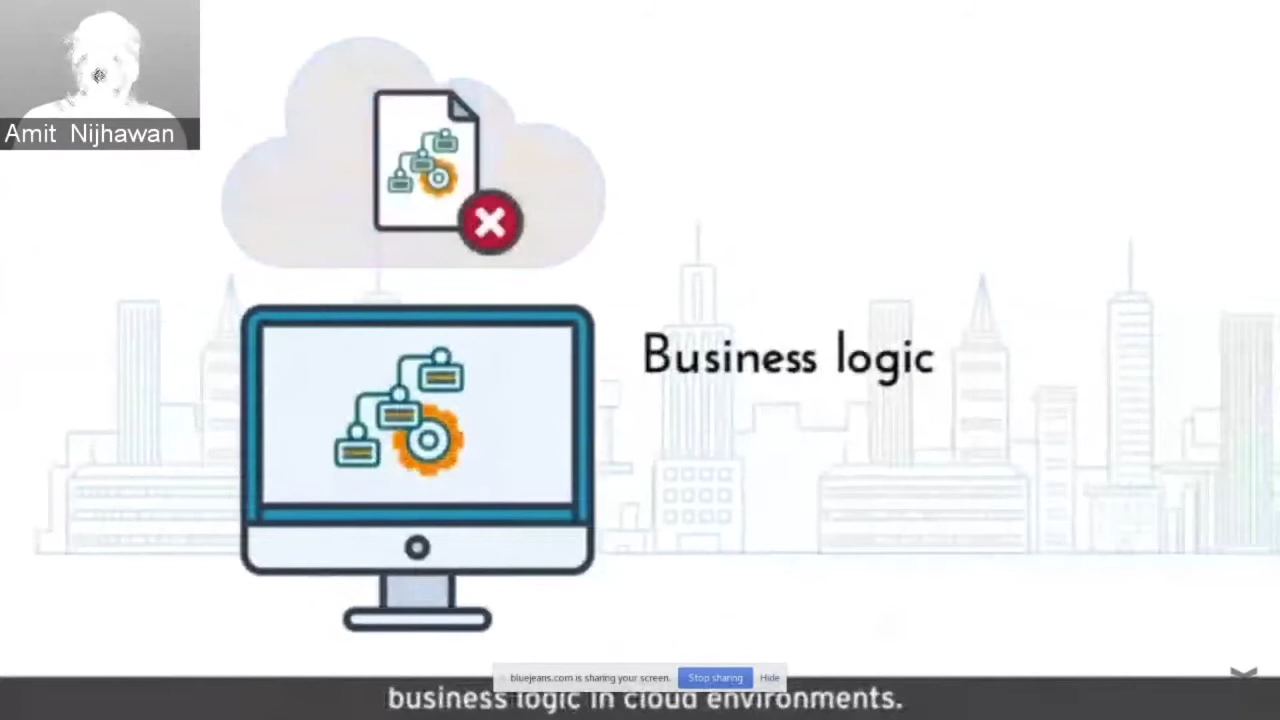 Amit Nijhawan
Business logic
bluejeans.com is sharing your screen.
Stop sharing
Hide
business logic in cloud environments.